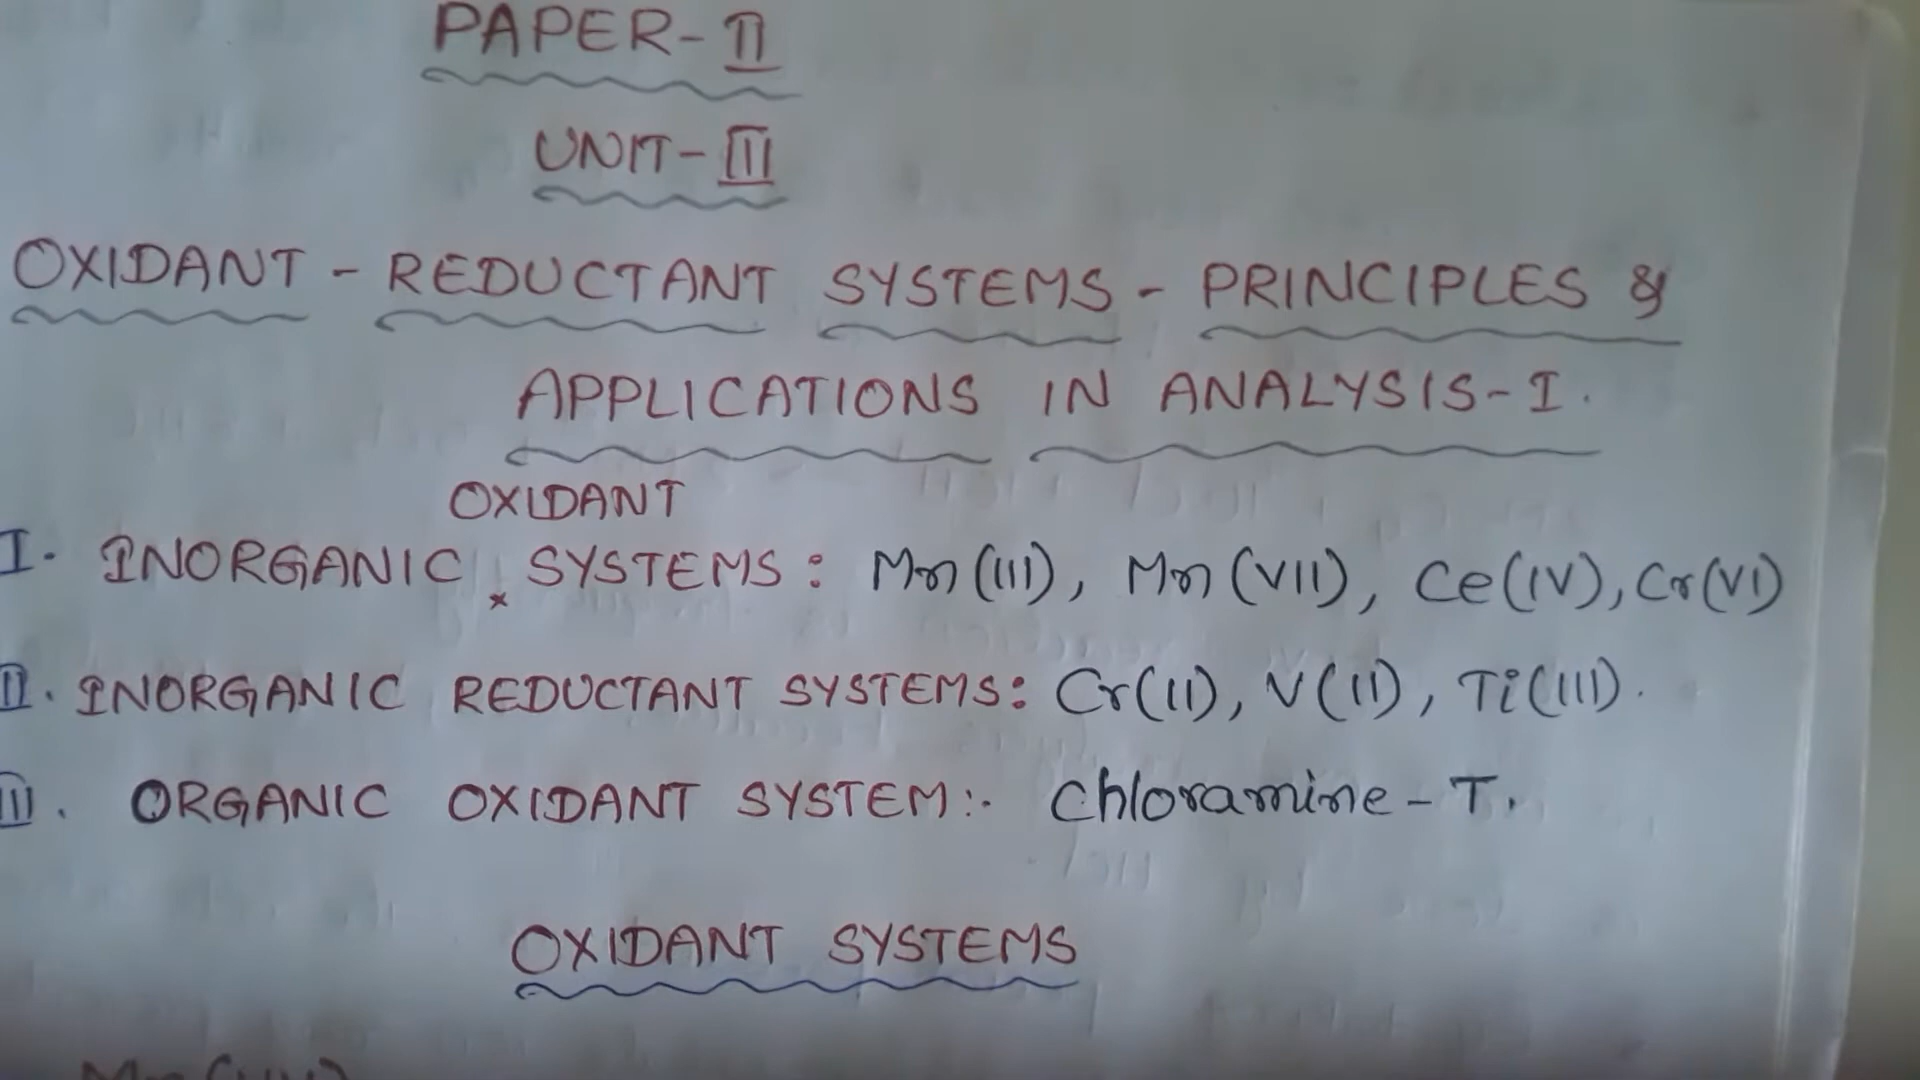 PAPER-II
UNIT-III
OXIDANT - REDUCTANT SYSTEMS - PRINCIPLES &
APPLICATIONS IN ANALYSIS-I.
OXIDANT
I. INORGANIC × SYSTEMS: Mn(III), Mn(VII), Ce(IV), Cr(VI)
II. INORGANIC REDUCTANT SYSTEMS: Cr(II), V(II), Ti(III).
III. ORGANIC OXIDANT SYSTEM:- Chloramine-T.
OXIDANT SYSTEMS